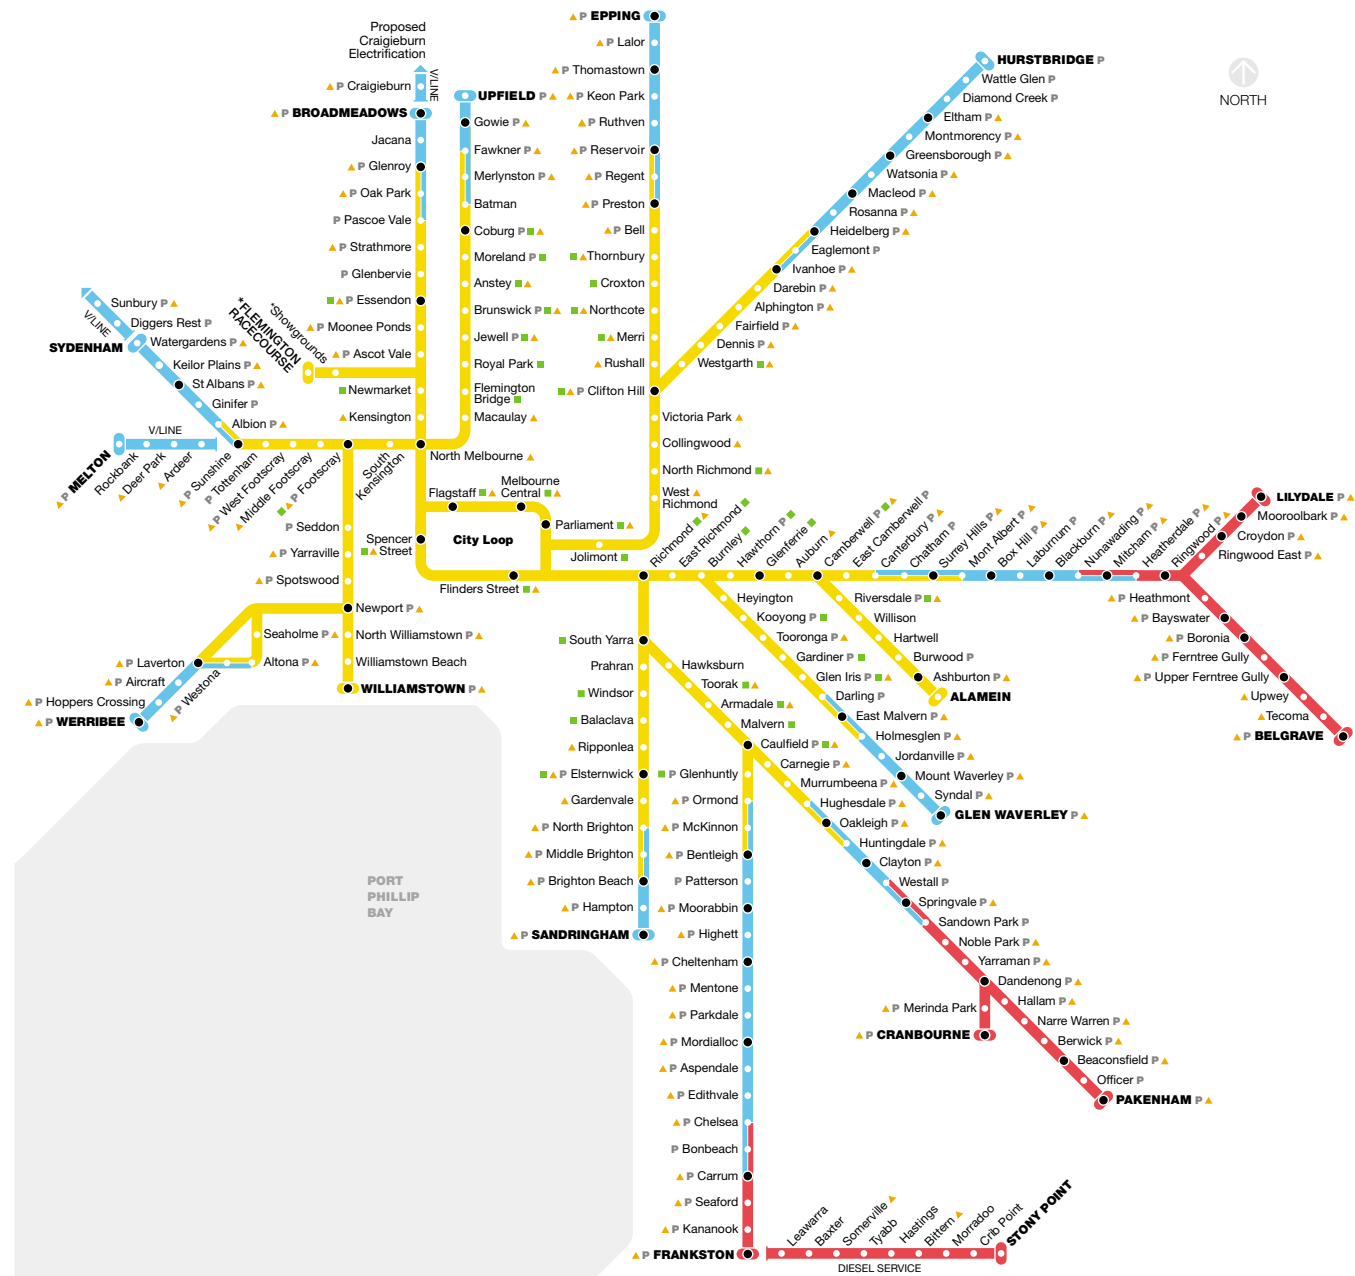 Proposed
Craigieburn
Electrification
V/LINE
P Craigieburn
P BROADMEADOWS
Jacana
P Glenroy
P Oak Park
P Pascoe Vale
P Strathmore
P Glenbervie
P Essendon
P Moonee Ponds
P Ascot Vale
Newmarket
Kensington
*Showgrounds
*FLEMINGTON
RACECOURSE
UPFIELD P
Gowie P
Fawkner P
Merlynston P
Batman
Coburg P
Moreland P
Anstey
Brunswick P
Jewell P
Royal Park
Flemington
Bridge
Macaulay
North Melbourne
P EPPING
P Lalor
P Thomastown
P Keon Park
P Ruthven
P Reservoir
P Regent
P Preston
P Bell
Thornbury
Croxton
Northcote
Merri
Rushall
P Clifton Hill
Victoria Park
Collingwood
North Richmond
West
Richmond
HURSTBRIDGE P
Wattle Glen P
Diamond Creek P
Eltham P
Montmorency P
Greensborough P
Watsonia P
Macleod P
Rosanna P
Heidelberg P
Eaglemont P
Ivanhoe P
Darebin P
Alphington P
Fairfield P
Dennis P
Westgarth
NORTH
Sunbury P
Diggers Rest P
V/LINE
SYDENHAM
Watergardens P
Keilor Plains P
St Albans P
Ginifer P
Albion P
V/LINE
P MELTON
Rockbank
Deer Park
Ardeer
P Sunshine
P Tottenham
P West Footscray
Middle Footscray
P Footscray
South
Kensington
P Seddon
P Yarraville
P Spotswood
Newport P
Seaholme P
North Williamstown P
Altona P
Williamstown Beach
WILLIAMSTOWN P
P Laverton
P Westona
P Aircraft
P Hoppers Crossing
P WERRIBEE
Flagstaff
Melbourne
Central
Parliament
City Loop
Spencer
Street
Jolimont
Flinders Street
Richmond
East Richmond
Burnley
Hawthorn P
Glenferrie
Auburn
Camberwell P
East Camberwell P
Canterbury P
Chatham P
Surrey Hills P
Mont Albert P
Box Hill P
Laburnum P
Blackburn P
Nunawading P
Mitcham P
Heatherdale P
Ringwood P
LILYDALE P
Mooroolbark P
Croydon P
Ringwood East P
P Heathmont
P Bayswater
P Boronia
P Ferntree Gully
P Upper Ferntree Gully
Upwey
Tecoma
P BELGRAVE
Riversdale P
Willison
Hartwell
Burwood P
Ashburton P
ALAMEIN
Heyington
Kooyong P
Tooronga P
Gardiner P
Glen Iris P
Darling P
East Malvern P
Holmesglen P
Jordanville P
Mount Waverley P
Syndal P
GLEN WAVERLEY P
South Yarra
Prahran
Windsor
Balaclava
Ripponlea
P Elsternwick
Gardenvale
P North Brighton
P Middle Brighton
P Brighton Beach
P Hampton
P SANDRINGHAM
Hawksburn
Toorak
Armadale
Malvern
Caulfield P
Carnegie P
Murrumbeena P
Hughesdale P
Oakleigh P
Huntingdale P
Clayton P
Westall P
Springvale P
Sandown Park P
Noble Park P
Yarraman P
Dandenong P
Hallam P
Narre Warren P
Berwick P
Beaconsfield P
Officer P
PAKENHAM P
P Merinda Park
P CRANBOURNE
P Glenhuntly
P Ormond
P McKinnon
P Bentleigh
P Patterson
P Moorabbin
P Highett
P Cheltenham
P Mentone
P Parkdale
P Mordialloc
P Aspendale
P Edithvale
P Chelsea
P Bonbeach
P Carrum
P Seaford
P Kananook
P FRANKSTON
Leawarra
Baxter
Somerville
Tyabb
Hastings
Bittern
Morradoo
Crib Point
STONY POINT
DIESEL SERVICE
PORT
PHILLIP
BAY